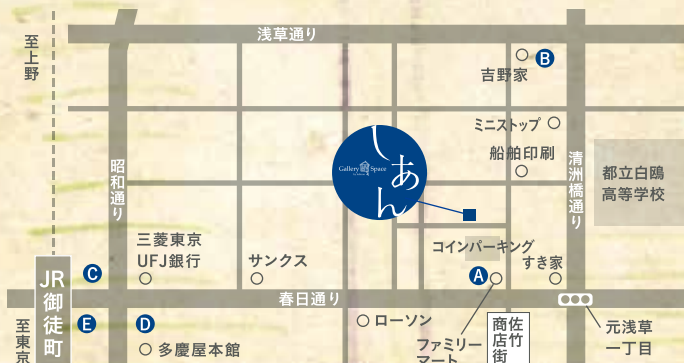 浅草通り
至上野
吉野家
B
ミニストップ
船舶印刷
昭和通り
清洲橋通り
都立白鴎
高等学校
Gallery Space
しあん
三菱東京
UFJ銀行
サンクス
コインパーキング
すき家
C
A
JR御徒町
春日通り
至東京
E
D
多慶屋本館
ローソン
ファミリー
マート
佐竹
商店街
元浅草
一丁目